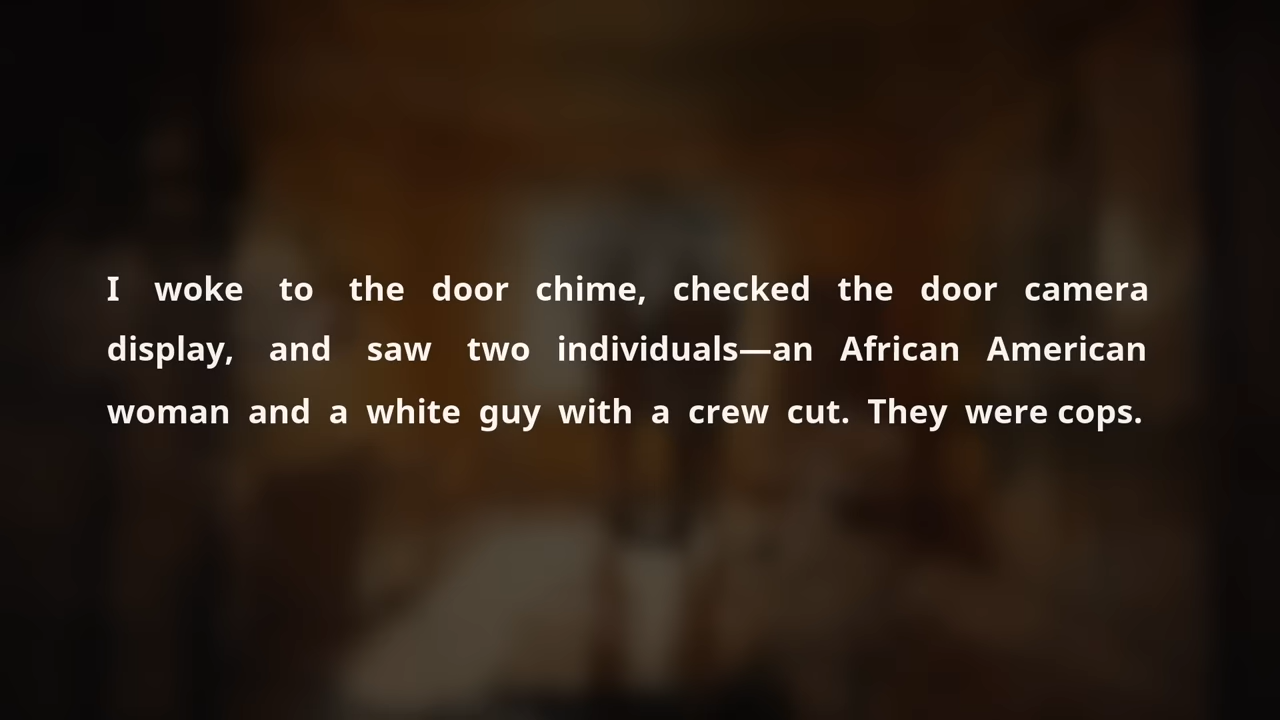 I woke to the door chime, checked the door camera
display, and saw two individuals—an African American
woman and a white guy with a crew cut. They were cops.